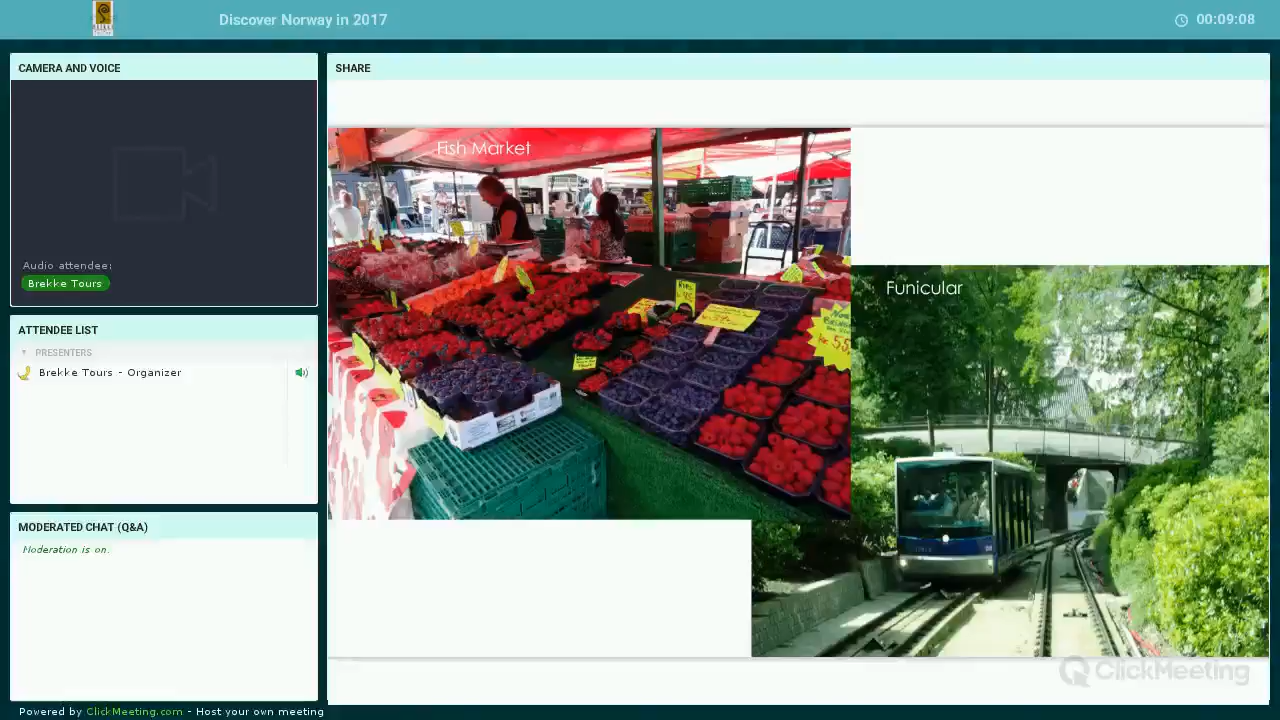 Discover Norway in 2017
00:09:08
CAMERA AND VOICE
Audio attendee:
Brekke Tours
ATTENDEE LIST
PRESENTERS
Brekke Tours - Organizer
MODERATED CHAT (Q&A)
Moderation is on.
Powered by ClickMeeting.com - Host your own meeting
SHARE
Fish Market
Funicular
ClickMeeting